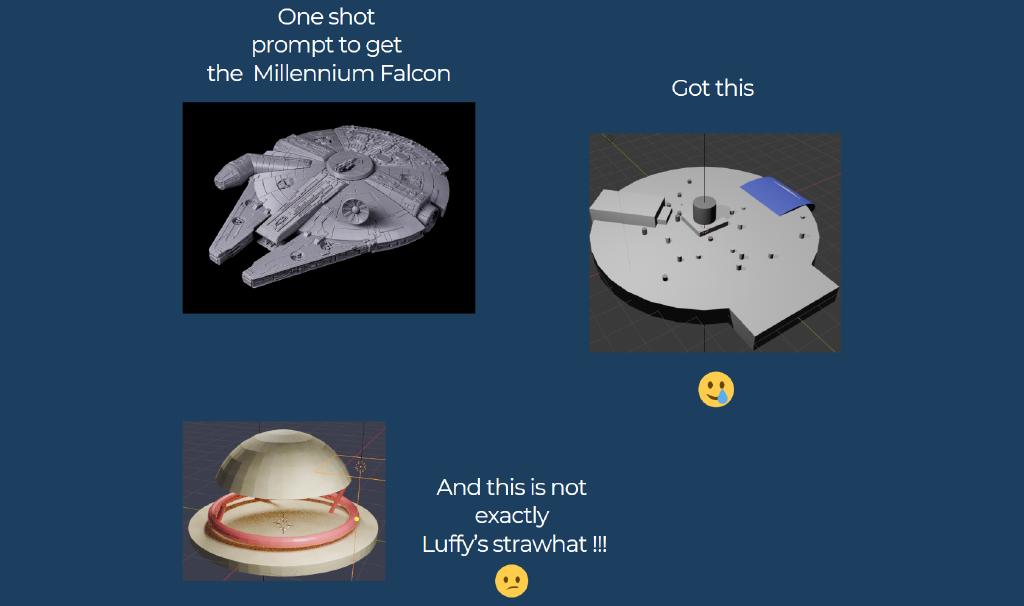 One shot
prompt to get
the Millennium Falcon
Got this
And this is not
exactly
Luffy's strawhat !!!